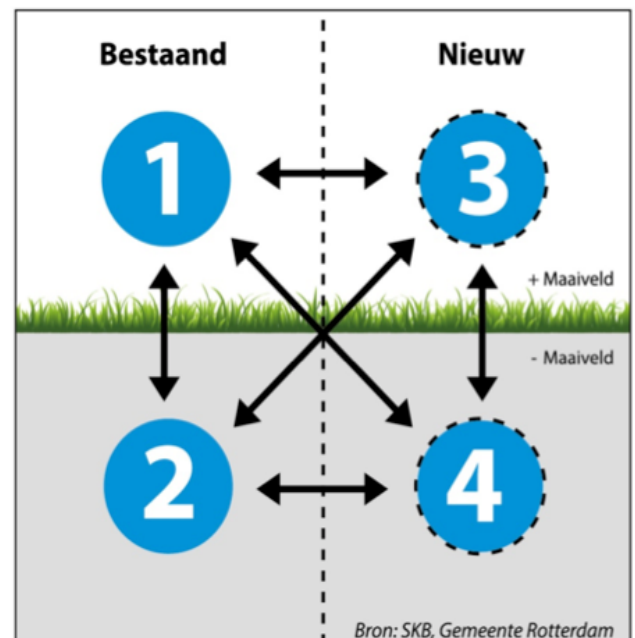 Bestaand
Nieuw
1
3
+ Maaiveld
- Maaiveld
2
4
Bron: SKB, Gemeente Rotterdam